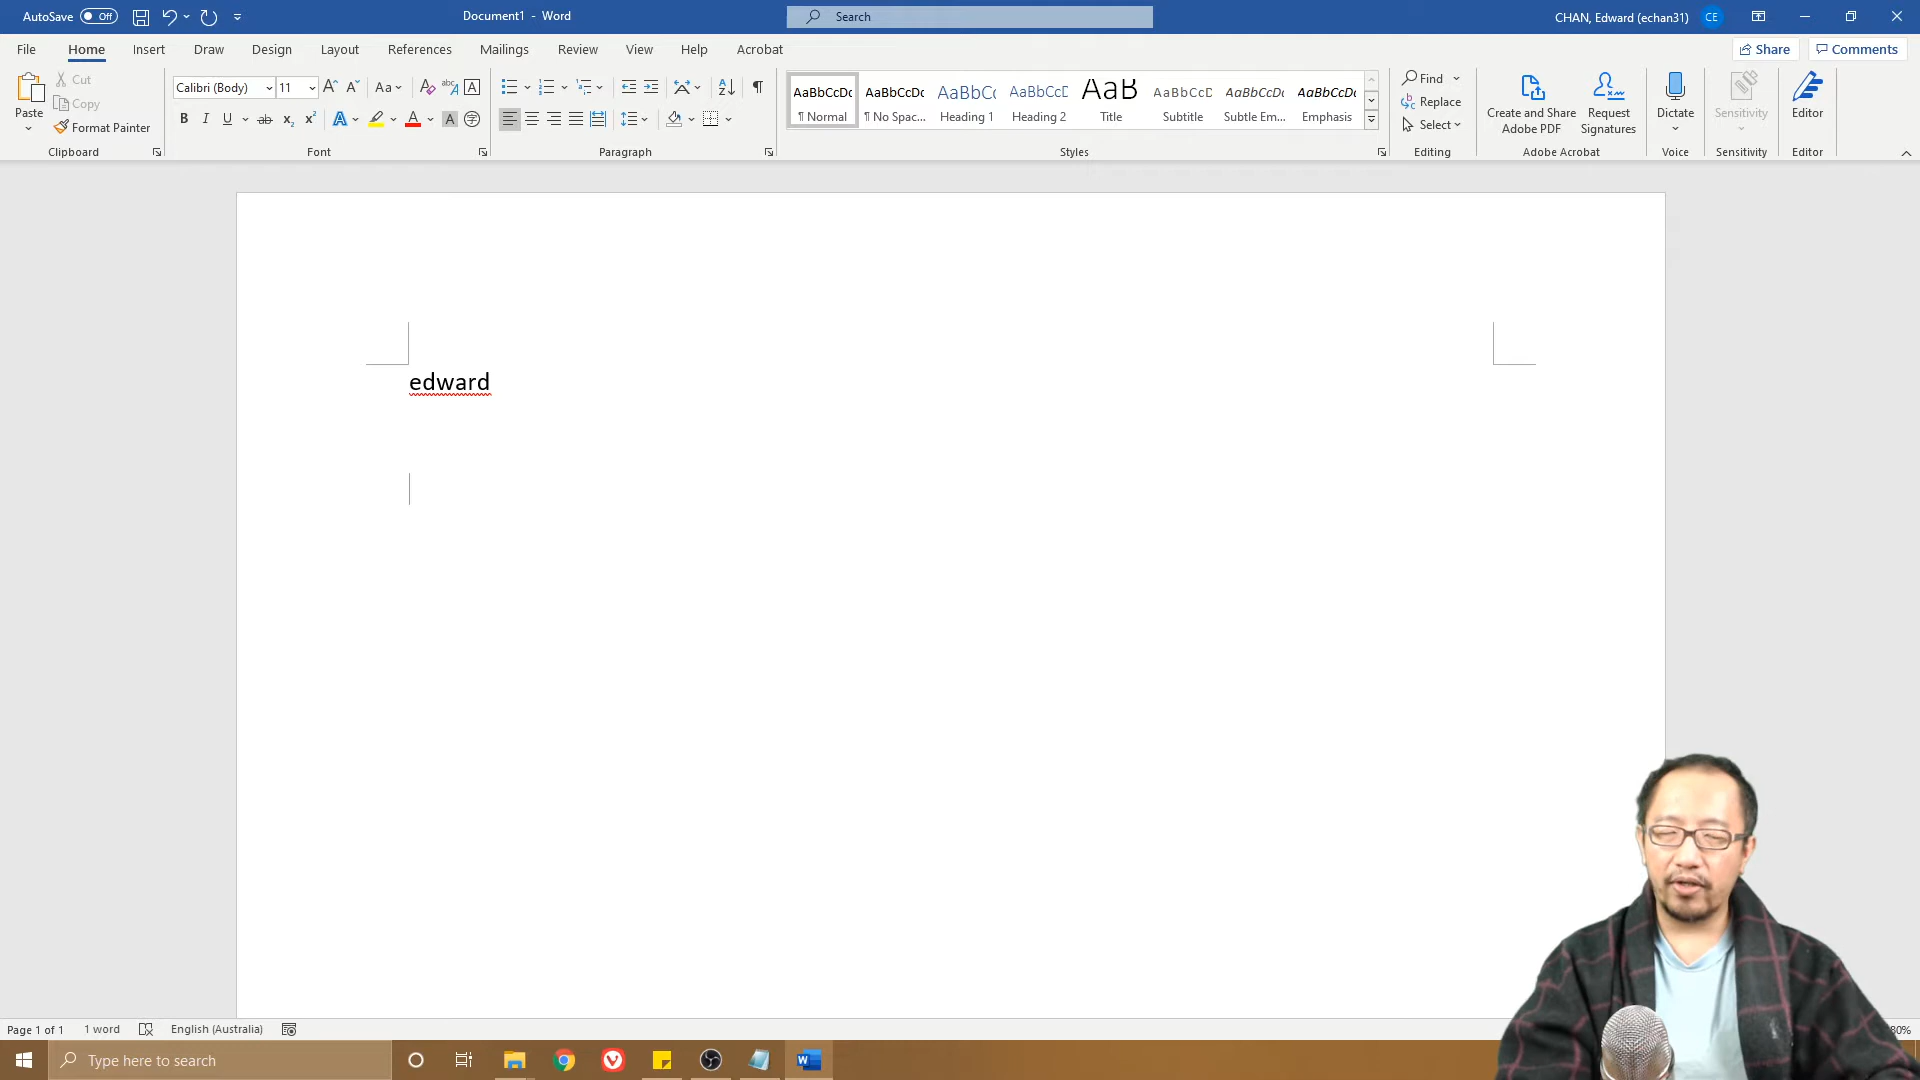 AutoSave Off
Document1 - Word
Search
CHAN, Edward (echan31) CE
File Home Insert Draw Design Layout References Mailings Review View Help Acrobat
Share Comments
Paste
Cut
Copy
Format Painter
Clipboard
Calibri (Body) 11
Font
Paragraph
AaBbCcDc AaBbCcDc AaBbCc AaBbCcD AaB AaBbCcD AaBbCcDc AaBbCcDc
¶ Normal ¶ No Spac... Heading 1 Heading 2 Title Subtitle Subtle Em... Emphasis
Styles
Find
Replace
Select
Editing
Create and Share
Adobe PDF
Request
Signatures
Adobe Acrobat
Dictate
Voice
Sensitivity
Sensitivity
Editor
Editor
edward
Page 1 of 1 1 word English (Australia)
Type here to search